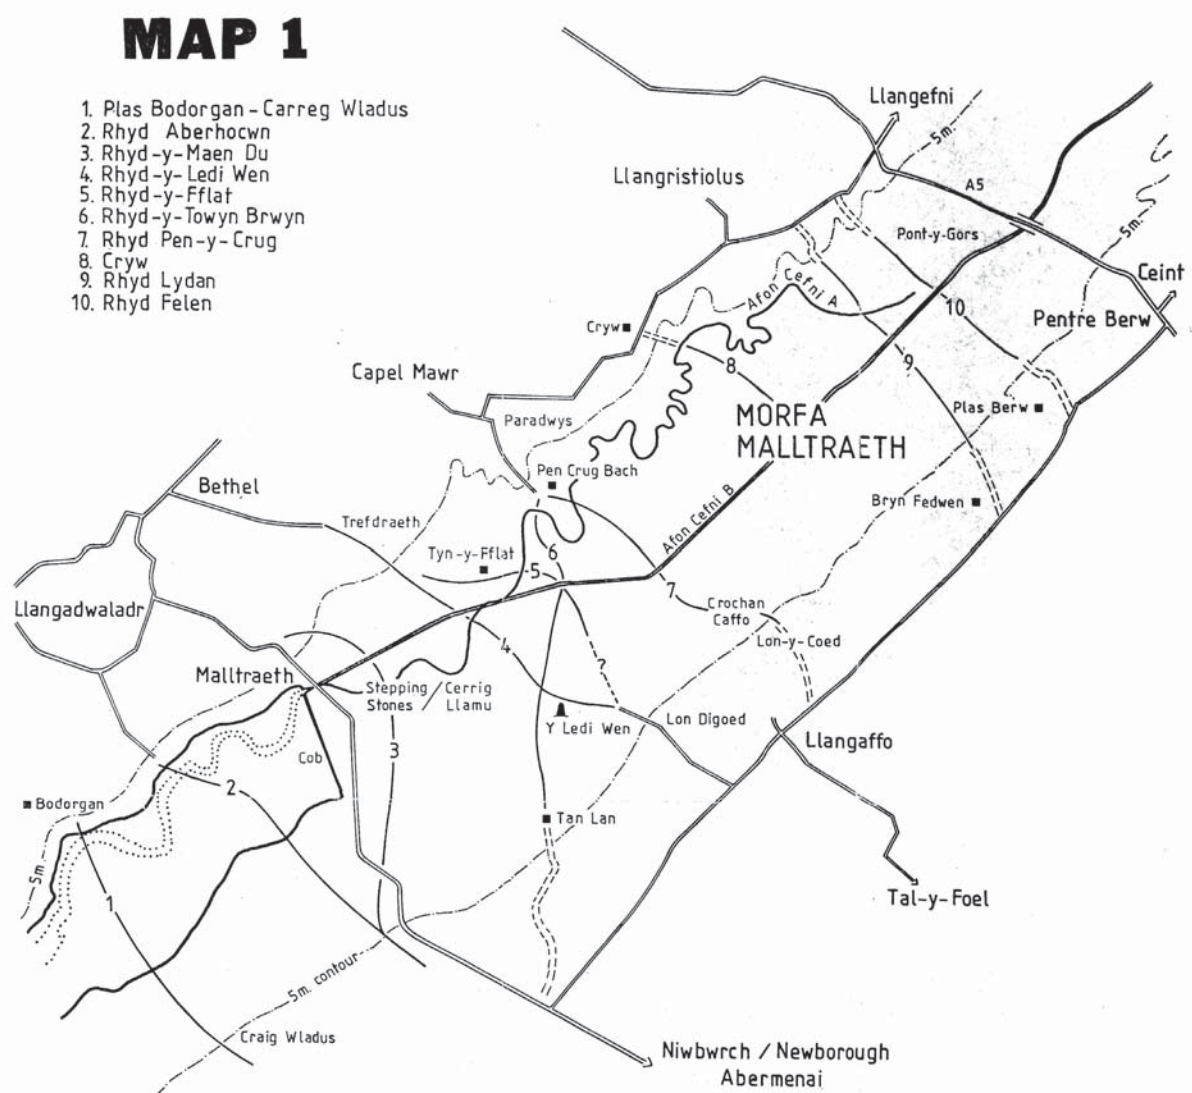 MAP 1
1. Plas Bodorgan - Carreg Wladus
2. Rhyd Aberhocwn
3. Rhyd-y-Maen Du
4. Rhyd-y-Ledi Wen
5. Rhyd-y-Fflat
6. Rhyd-y-Towyn Brwyn
7. Rhyd Pen-y-Crug
8. Cryw
9. Rhyd Lydan
10. Rhyd Felen
Llangefni
5m.
Llangristiolus
A5
Pont-y-Gors
5m.
Ceint
Afon Cefni A
10
Pentre Berw
Cryw
8
9
Capel Mawr
Plas Berw
MORFA
MALLTRAETH
Paradwys
Pen Crug Bach
Bethel
Bryn Fedwen
Trefdraeth
Afon Cefni B
Tyn-y-Fflat
6
5
7
Llangadwaladr
Crochan
Caffo
Lon-y-Coed
4
?
Malltraeth
Stepping
Stones
/
Cerrig
Llamu
Y Ledi Wen
Lon Digoed
Llangaffo
Cob
3
2
Bodorgan
Tan Lan
5m
1
Tal-y-Foel
5m. contour
Craig Wladus
Niwbwrch / Newborough
Abermenai